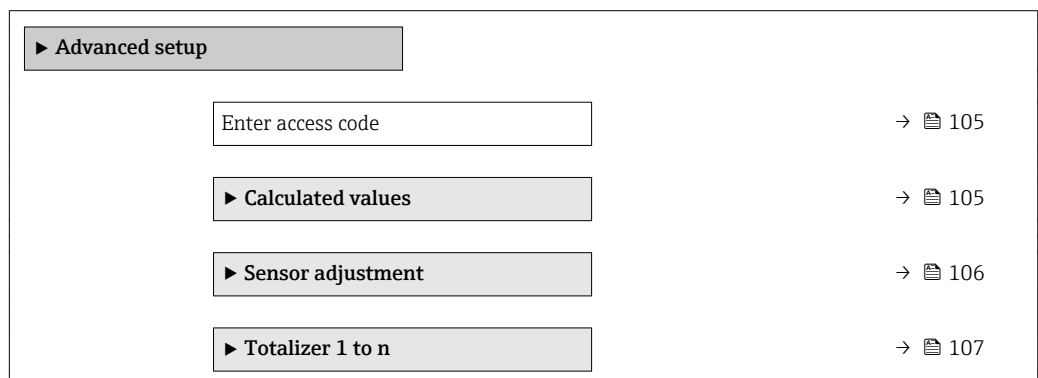 ▶ Advanced setup
Enter access code → 105
▶ Calculated values → 105
▶ Sensor adjustment → 106
▶ Totalizer 1 to n → 107